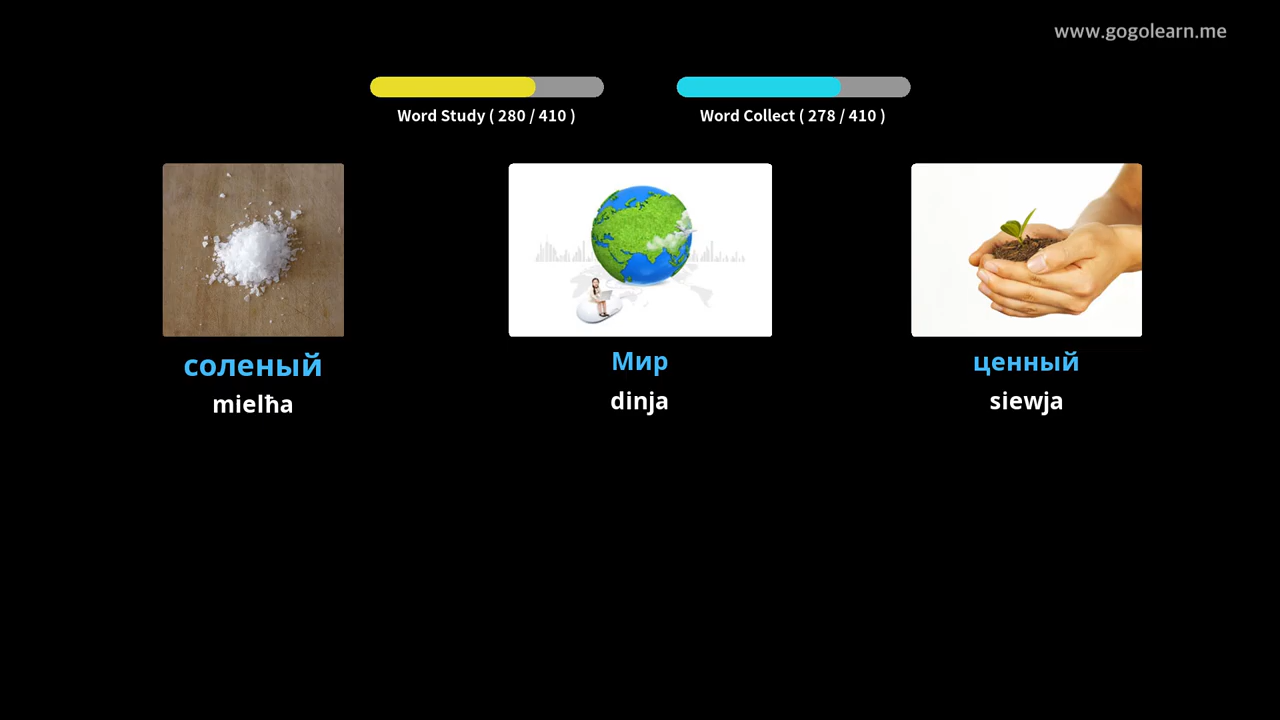 www.gogolearn.me
Word Study ( 280 / 410 )
Word Collect ( 278 / 410 )
соленый
mielħa
Мир
dinja
ценный
siewja